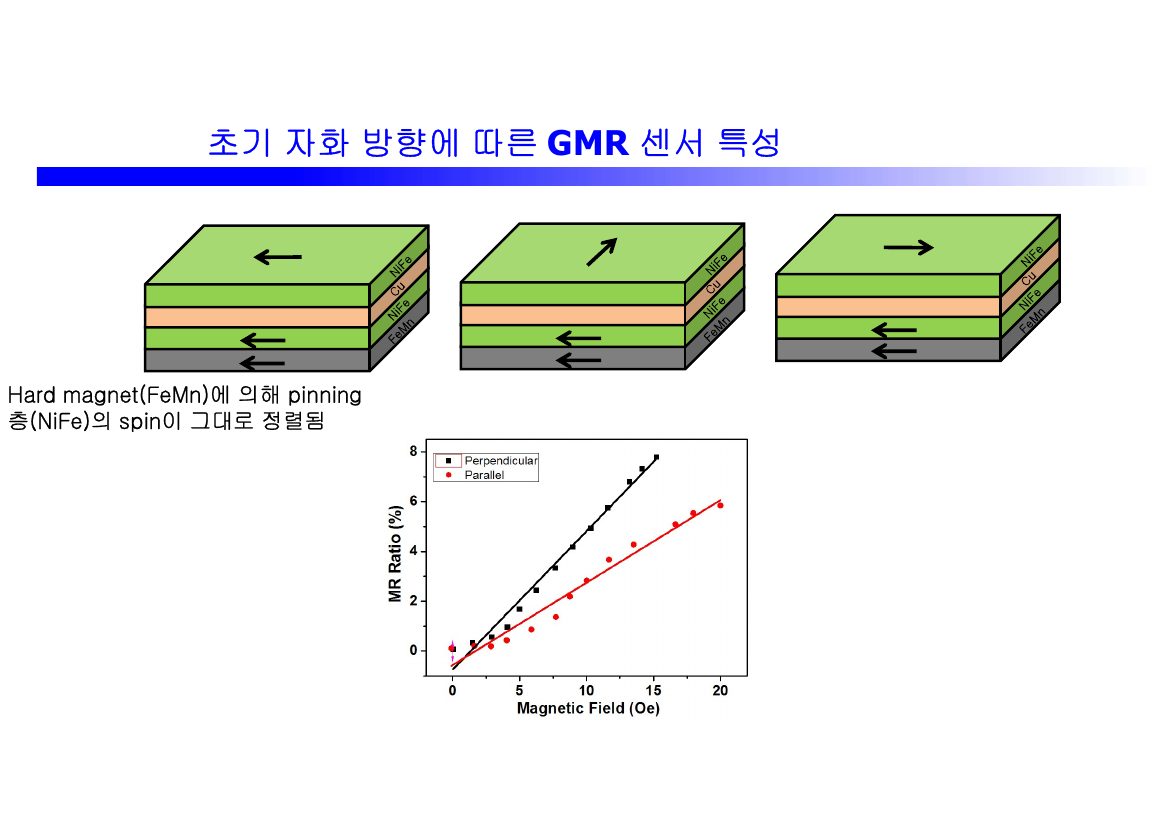 초기 자화 방향에 따른 GMR 센서 특성
NiFe
Cu
NiFe
FeMn
NiFe
Cu
NiFe
FeMn
NiFe
Cu
NiFe
FeMn
Hard magnet(FeMn)에 의해 pinning
층(NiFe)의 spin이 그대로 정렬됨
Perpendicular
Parallel
MR Ratio (%)
8
6
4
2
0
0 5 10 15 20
Magnetic Field (Oe)